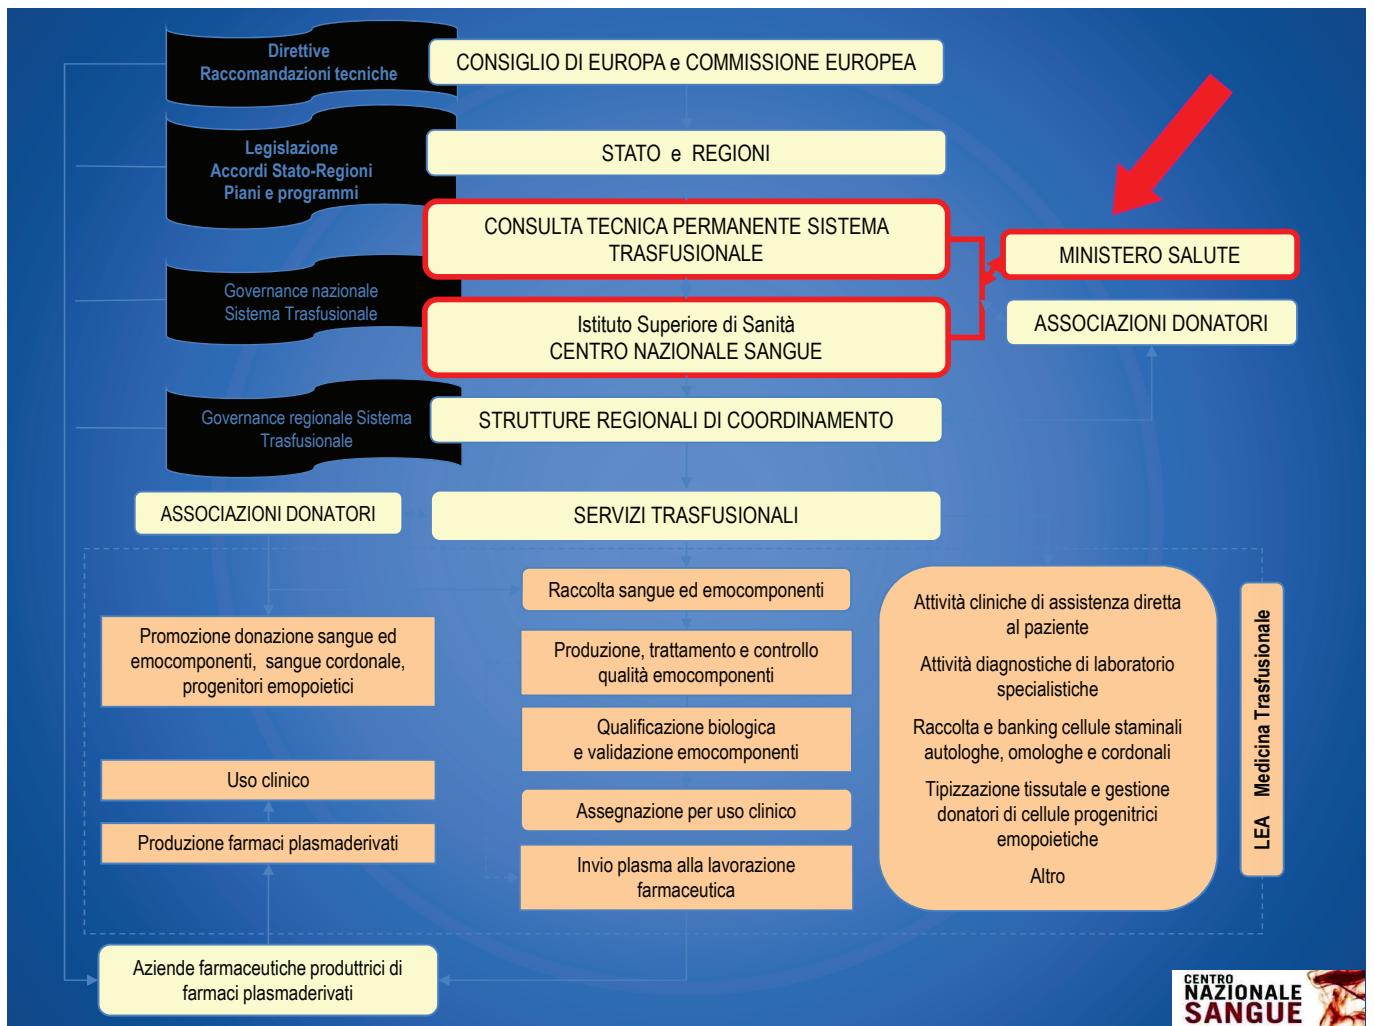 Direttive
Raccomandazioni tecniche
CONSIGLIO DI EUROPA e COMMISSIONE EUROPEA
Legislazione
Accordi Stato-Regioni
Piani e programmi
STATO e REGIONI
CONSULTA TECNICA PERMANENTE SISTEMA
TRASFUSIONALE
MINISTERO SALUTE
Governance nazionale
Sistema Trasfusionale
Istituto Superiore di Sanità
CENTRO NAZIONALE SANGUE
ASSOCIAZIONI DONATORI
Governance regionale Sistema
Trasfusionale
STRUTTURE REGIONALI DI COORDINAMENTO
ASSOCIAZIONI DONATORI
SERVIZI TRASFUSIONALI
Promozione donazione sangue ed
emocomponenti, sangue cordonale,
progenitori emopoietici
Uso clinico
Produzione farmaci plasmaderivati
Raccolta sangue ed emocomponenti
Produzione, trattamento e controllo
qualità emocomponenti
Qualificazione biologica
e validazione emocomponenti
Assegnazione per uso clinico
Invio plasma alla lavorazione
farmaceutica
Attività cliniche di assistenza diretta
al paziente
Attività diagnostiche di laboratorio
specialistiche
Raccolta e banking cellule staminali
autologhe, omologhe e cordonali
Tipizzazione tissutale e gestione
donatori di cellule progenitrici
emopoietiche
Altro
LEA Medicina Trasfusionale
Aziende farmaceutiche produttrici di
farmaci plasmaderivati
CENTRO
NAZIONALE
SANGUE